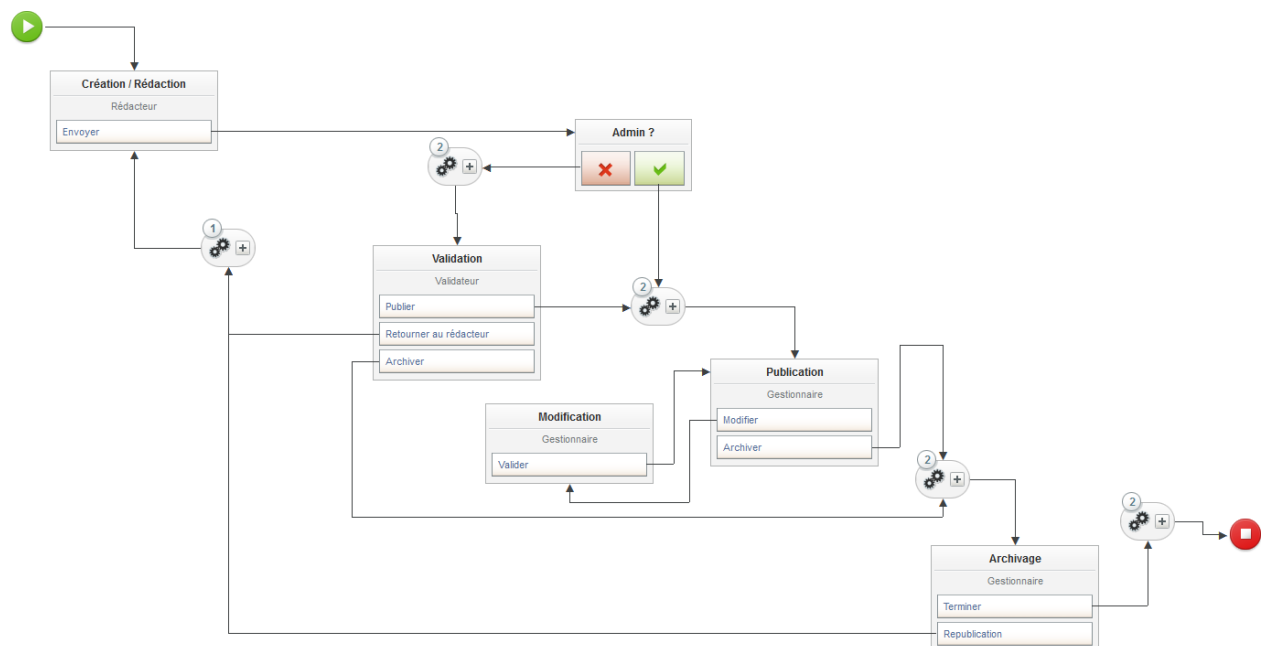 Création / Rédaction
Rédacteur
Envoyer
Admin ?
2
1
Validation
Validateur
Publier
Retourner au rédacteur
Archiver
2
Publication
Gestionnaire
Modifier
Archiver
Modification
Gestionnaire
Valider
2
2
Archivage
Gestionnaire
Terminer
Republication